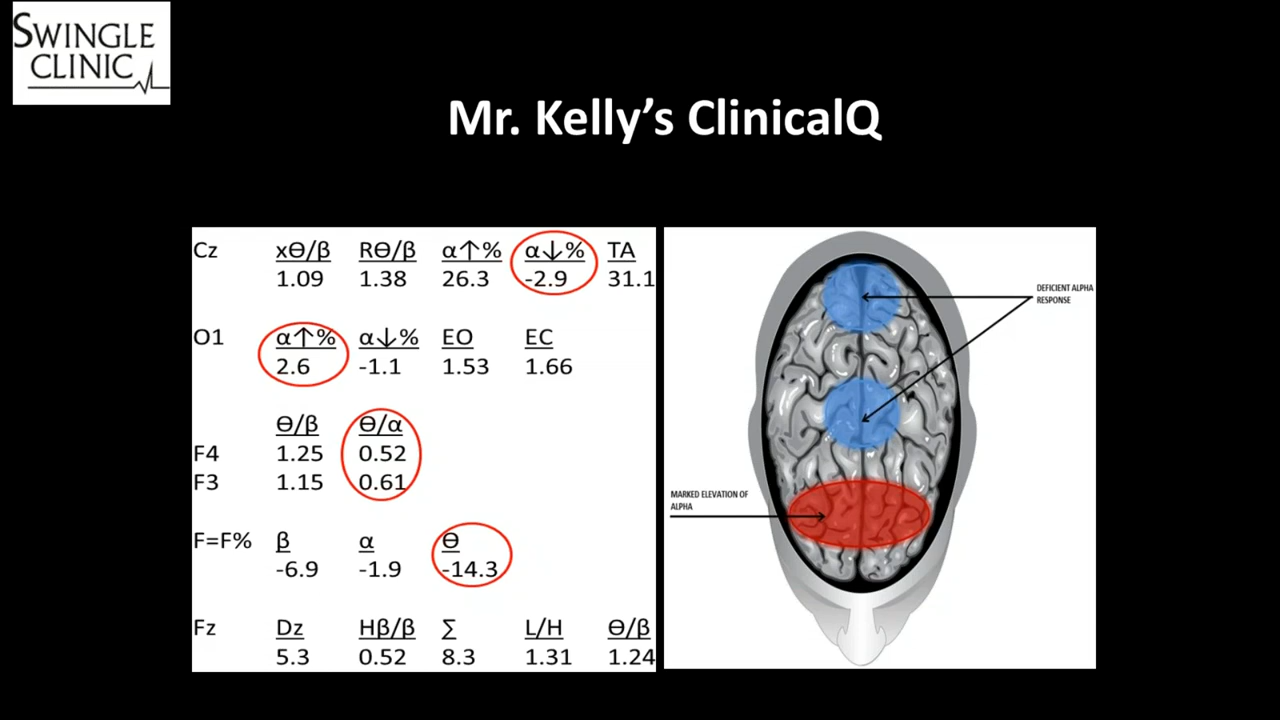 SWINGLE
CLINIC
Mr. Kelly's ClinicalQ
Cz xϴ/β Rϴ/β α↑% α↓% TA
1.09 1.38 26.3 -2.9 31.1
O1 α↑% α↓% EO EC
2.6 -1.1 1.53 1.66
ϴ/β ϴ/α
F4 1.25 0.52
F3 1.15 0.61
F=F% β α ϴ
-6.9 -1.9 -14.3
Fz Dz Hβ/β ∑ L/H ϴ/β
5.3 0.52 8.3 1.31 1.24
DEFICIENT ALPHA
RESPONSE
MARKED ELEVATION OF
ALPHA